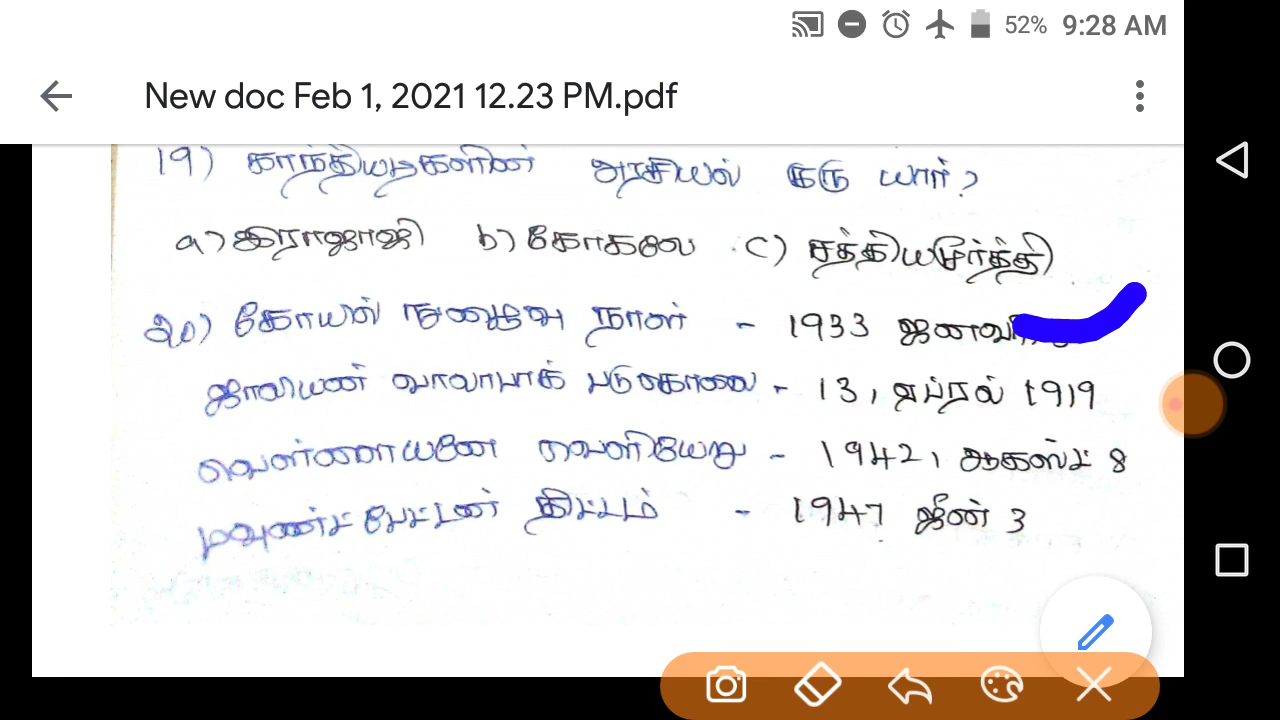 52% 9:28 AM
New doc Feb 1, 2021 12.23 PM.pdf
19) காந்தியடிகளின் அரசியல் குரு யார்?
a) இராஜாஜி b) கோகலே c) சத்தியமூர்த்தி
20) கோயில் நுழைவு நாள் - 1933
ஜாலியன் வாலாபாக் படுகொலை - 13, ஏப்ரல் 1919
வெள்ளையனே வெளியேறு - 1942, ஆகஸ்ட் 8
மவுண்ட்பேட்டன் திட்டம் - 1947 ஜீன் 3